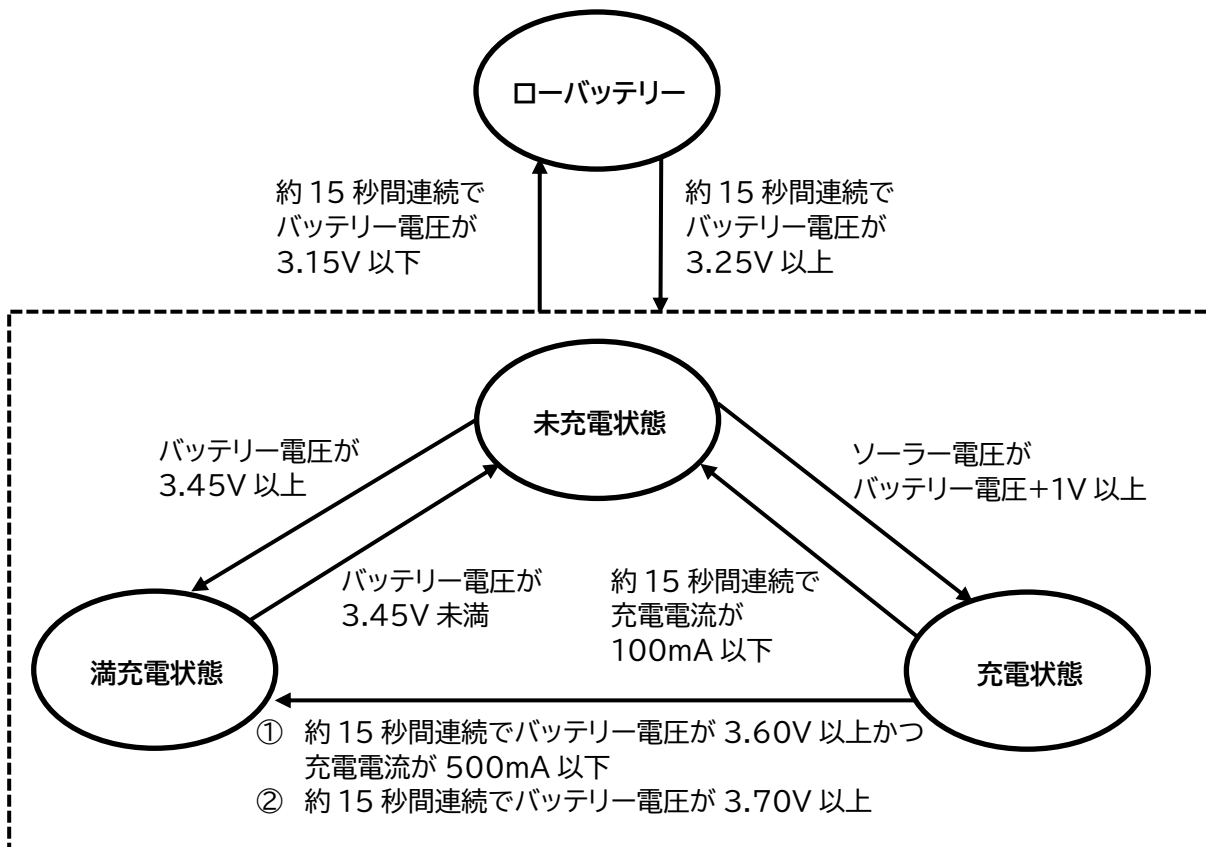 ローバッテリー
約 15 秒間連続で
バッテリー電圧が
3.15V 以下
約 15 秒間連続で
バッテリー電圧が
3.25V 以上
未充電状態
バッテリー電圧が
3.45V 以上
ソーラー電圧が
バッテリー電圧+1V 以上
バッテリー電圧が
3.45V 未満
約 15 秒間連続で
充電電流が
100mA 以下
満充電状態
充電状態
① 約 15 秒間連続でバッテリー電圧が 3.60V 以上かつ
充電電流が 500mA 以下
② 約 15 秒間連続でバッテリー電圧が 3.70V 以上